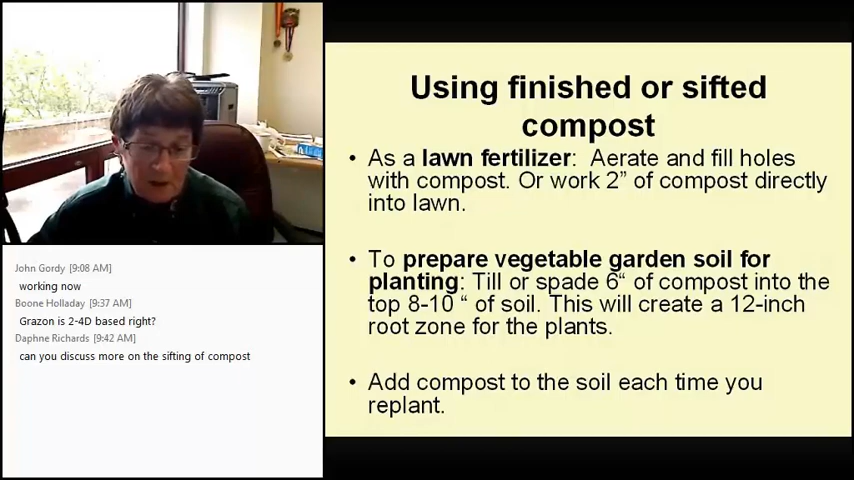 Using finished or sifted
compost
• As a lawn fertilizer:  Aerate and fill holes
with compost. Or work 2” of compost directly
into lawn.
• To prepare vegetable garden soil for
planting: Till or spade 6“ of compost into the
top 8-10 “ of soil. This will create a 12-inch
root zone for the plants.
• Add compost to the soil each time you
replant.
John Gordy [9:08 AM]
working now
Boone Holladay [9:37 AM]
Grazon is 2-4D based right?
Daphne Richards [9:42 AM]
can you discuss more on the sifting of compost